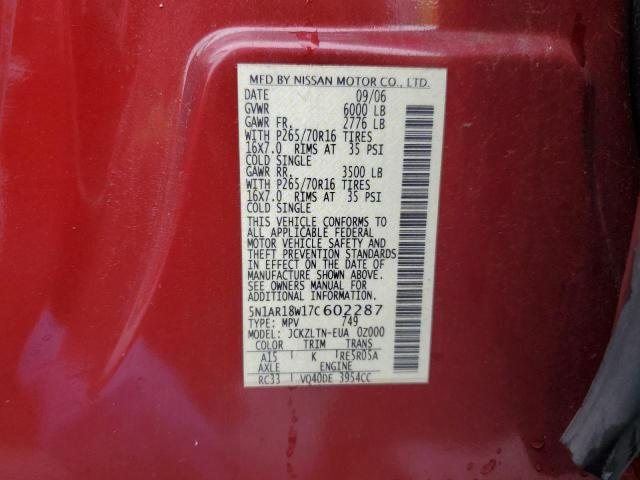 MFD BY NISSAN MOTOR CO., LTD.
DATE 09/06
GVWR 6000 LB
GAWR FR, 2776 LB
WITH P265/70R16 TIRES
16X7.0 RIMS AT 35 PSI
COLD SINGLE
GAWR RR. 3500 LB
WITH P265/70R16 TIRES
16X7.0 RIMS AT 35 PSI
COLD SINGLE
THIS VEHICLE CONFORMS TO
ALL APPLICABLE FEDERAL
MOTOR VEHICLE SAFETY AND
THEFT PREVENTION STANDARDS
IN EFFECT ON THE DATE OF
MANUFACTURE SHOWN ABOVE.
SEE OWNERS MANUAL FOR
ADDITIONAL INFORMATION.
5N1AR18W17C602287
TYPE: MPV 749
MODEL: JCKZLTN-EUA 0Z000
COLOR TRIM TRANS
A15 K RE5R05A
AXLE ENGINE
RC33 VQ40DE 3954CC